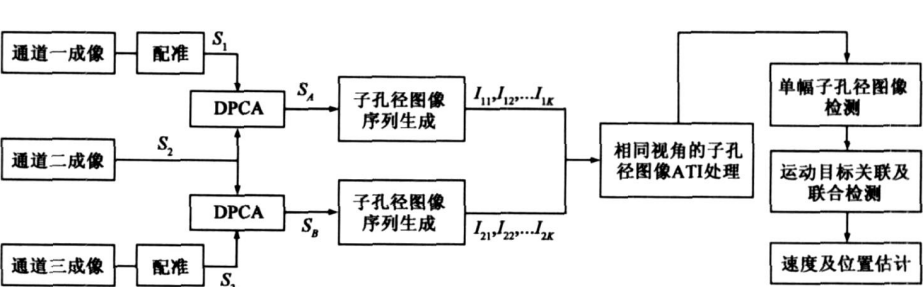 通道一成像
配准
S₁
DPCA
S_A
子孔径图像
序列生成
I₁₁,I₁₂,...I₁K
通道二成像
S₂
DPCA
S_B
子孔径图像
序列生成
I₂₁,I₂₂,...I₂K
通道三成像
配准
相同视角的子孔
径图像ATI处理
单幅子孔径图像
检测
运动目标关联及
联合检测
速度及位置估计